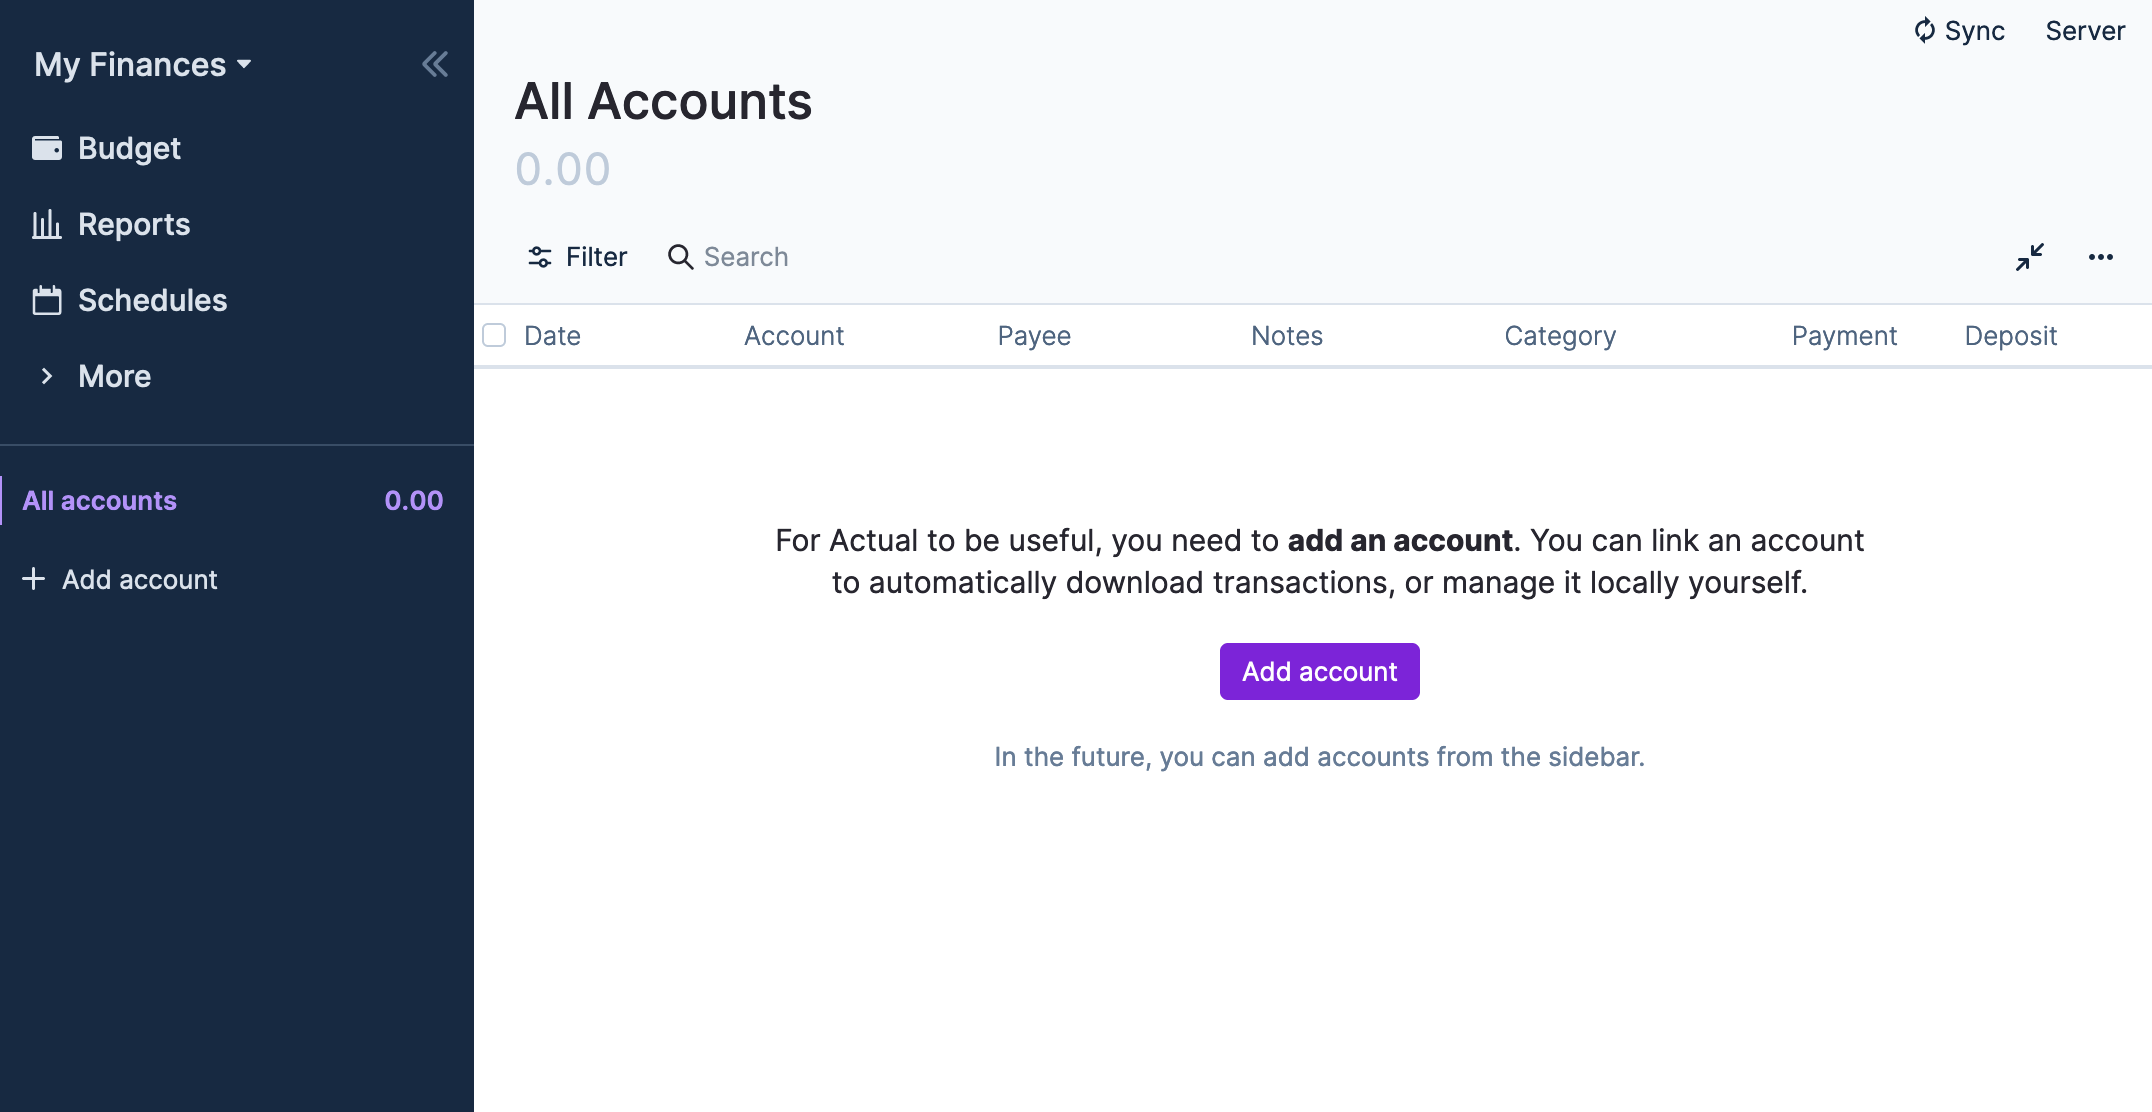 My Finances
Budget
Reports
Schedules
More
All accounts 0.00
Add account
Sync Server
All Accounts
0.00
Filter Search
Date Account Payee Notes Category Payment Deposit
For Actual to be useful, you need to add an account. You can link an account
to automatically download transactions, or manage it locally yourself.
Add account
In the future, you can add accounts from the sidebar.